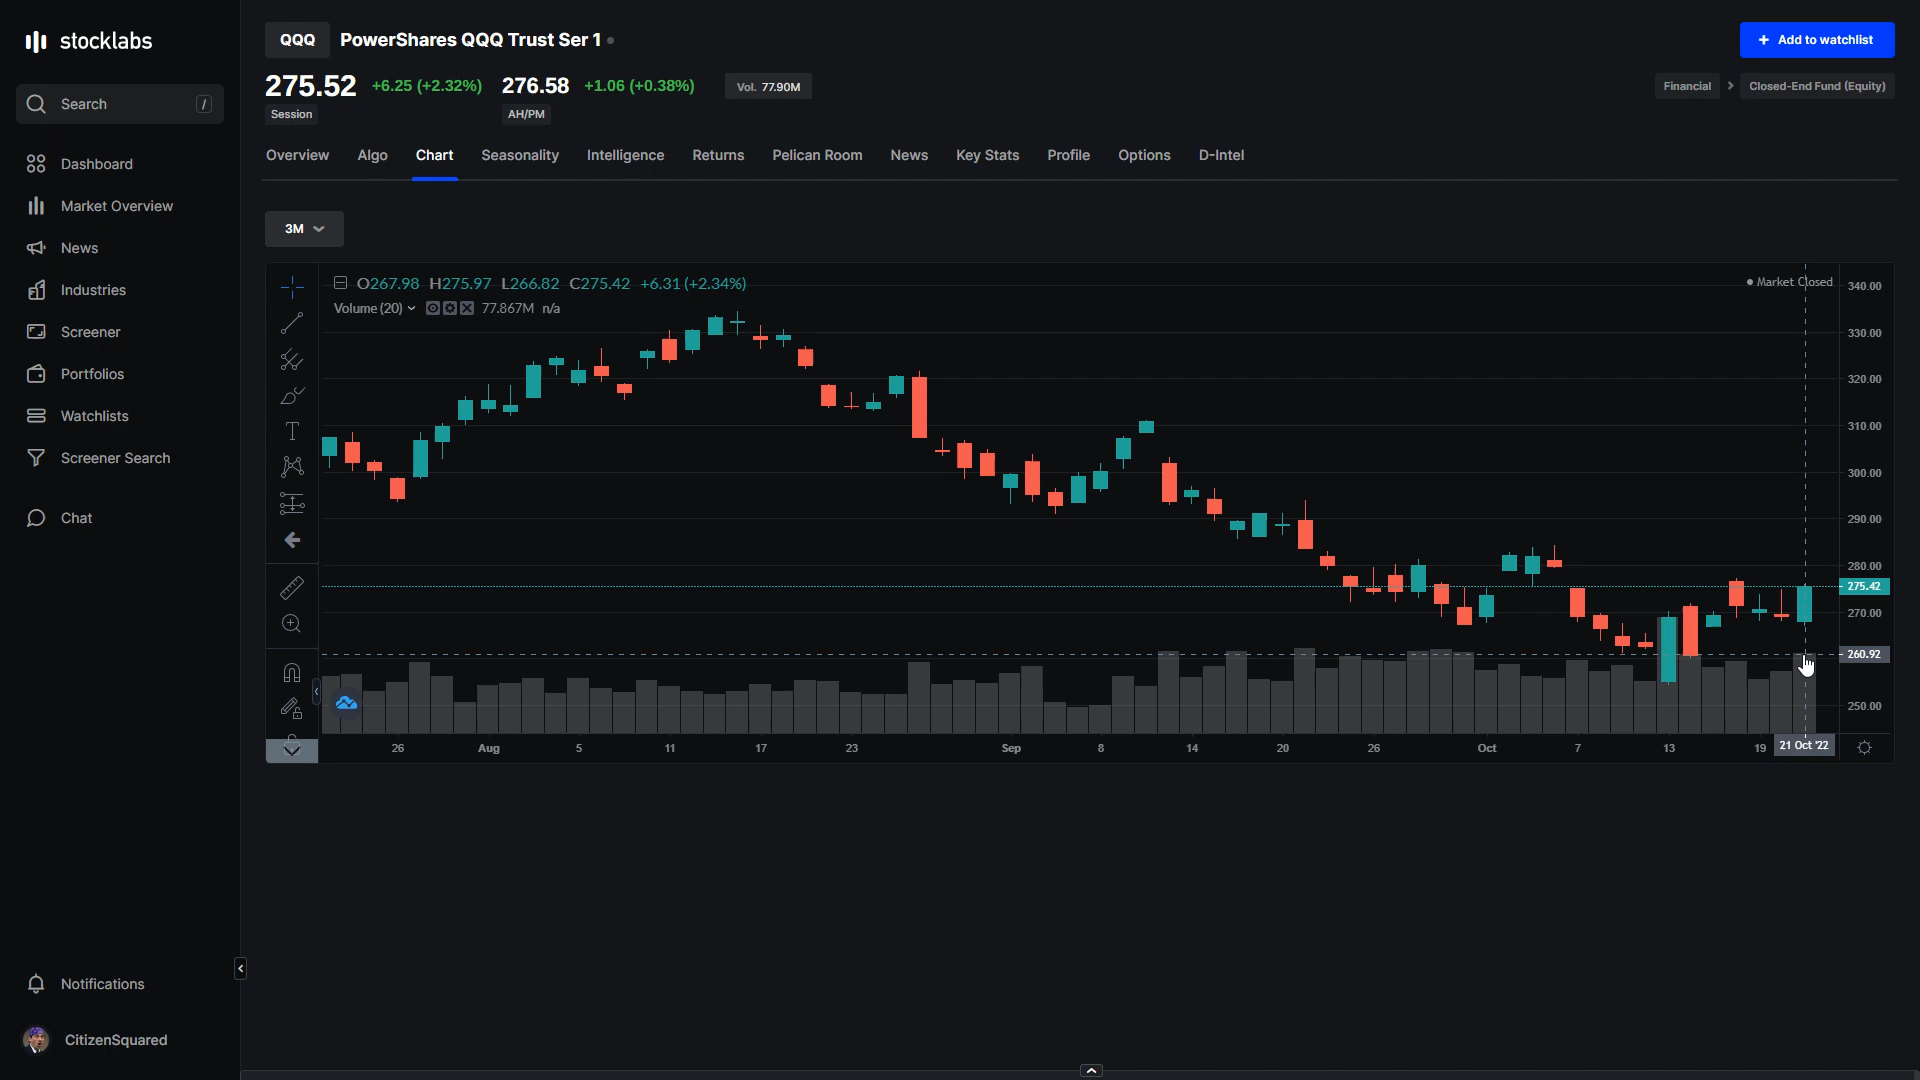 stocklabs
Search /
Dashboard
Market Overview
News
Industries
Screener
Portfolios
Watchlists
Screener Search
Chat
Notifications
CitizenSquared
QQQ PowerShares QQQ Trust Ser 1
+ Add to watchlist
275.52 +6.25 (+2.32%) 276.58 +1.06 (+0.38%) Vol. 77.90M
Session AH/PM
Financial > Closed-End Fund (Equity)
Overview Algo Chart Seasonality Intelligence Returns Pelican Room News Key Stats Profile Options D-Intel
3M
O267.98 H275.97 L266.82 C275.42 +6.31 (+2.34%)
Market Closed
Volume (20) 77.867M n/a
340.00
330.00
320.00
310.00
300.00
290.00
280.00
275.42
270.00
260.92
250.00
26 Aug 5 11 17 23 Sep 8 14 20 26 Oct 7 13 19 21 Oct '22